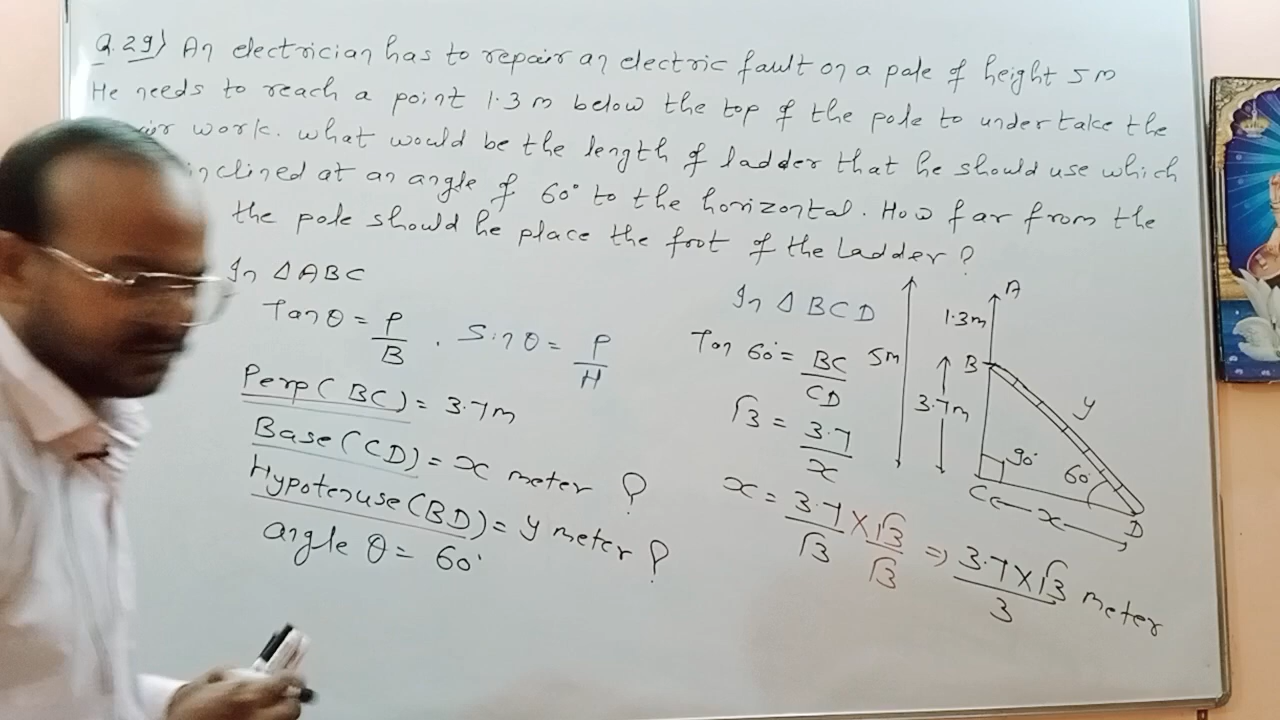 Q.29) An electrician has to repair an electric fault on a pole of height 5 m
He needs to reach a point 1.3 m below the top of the pole to undertake the
work. what would be the length of ladder that he should use which
inclined at an angle of 60° to the horizontal. How far from the
the pole should he place the foot of the Ladder?
In △ABC
Tan θ = P/B , Sin θ = P/H
Perp (BC) = 3.7m
Base (CD) = x meter ?
Hypotenuse (BD) = y meter ?
angle θ = 60°
In △ BCD
Tan 60° = BC/CD
√3 = 3.7/x
x = 3.7/√3 × √3/√3 ⇒ 3.7×√3/3 meter
A
1.3m
5m
B
3.7m
y
90°
60°
C
x
D